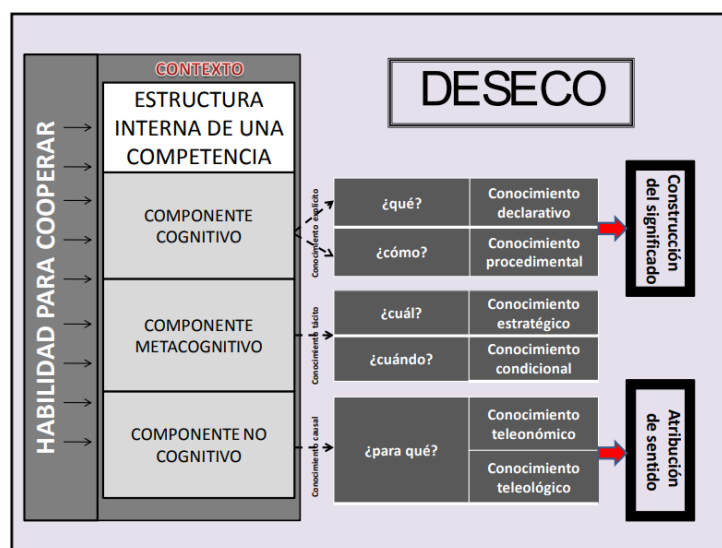 HABILIDAD PARA COOPERAR
CONTEXTO
ESTRUCTURA
INTERNA DE UNA
COMPETENCIA
COMPONENTE
COGNITIVO
COMPONENTE
METACOGNITIVO
COMPONENTE NO
COGNITIVO
DESECO
Conocimiento explícito
¿qué?
Conocimiento
declarativo
¿cómo?
Conocimiento
procedimental
Construcción
del significado
Conocimiento tácito
¿cuál?
Conocimiento
estratégico
¿cuándo?
Conocimiento
condicional
Conocimiento causal
¿para qué?
Conocimiento
teleonómico
Conocimiento
teleológico
Atribución
de sentido